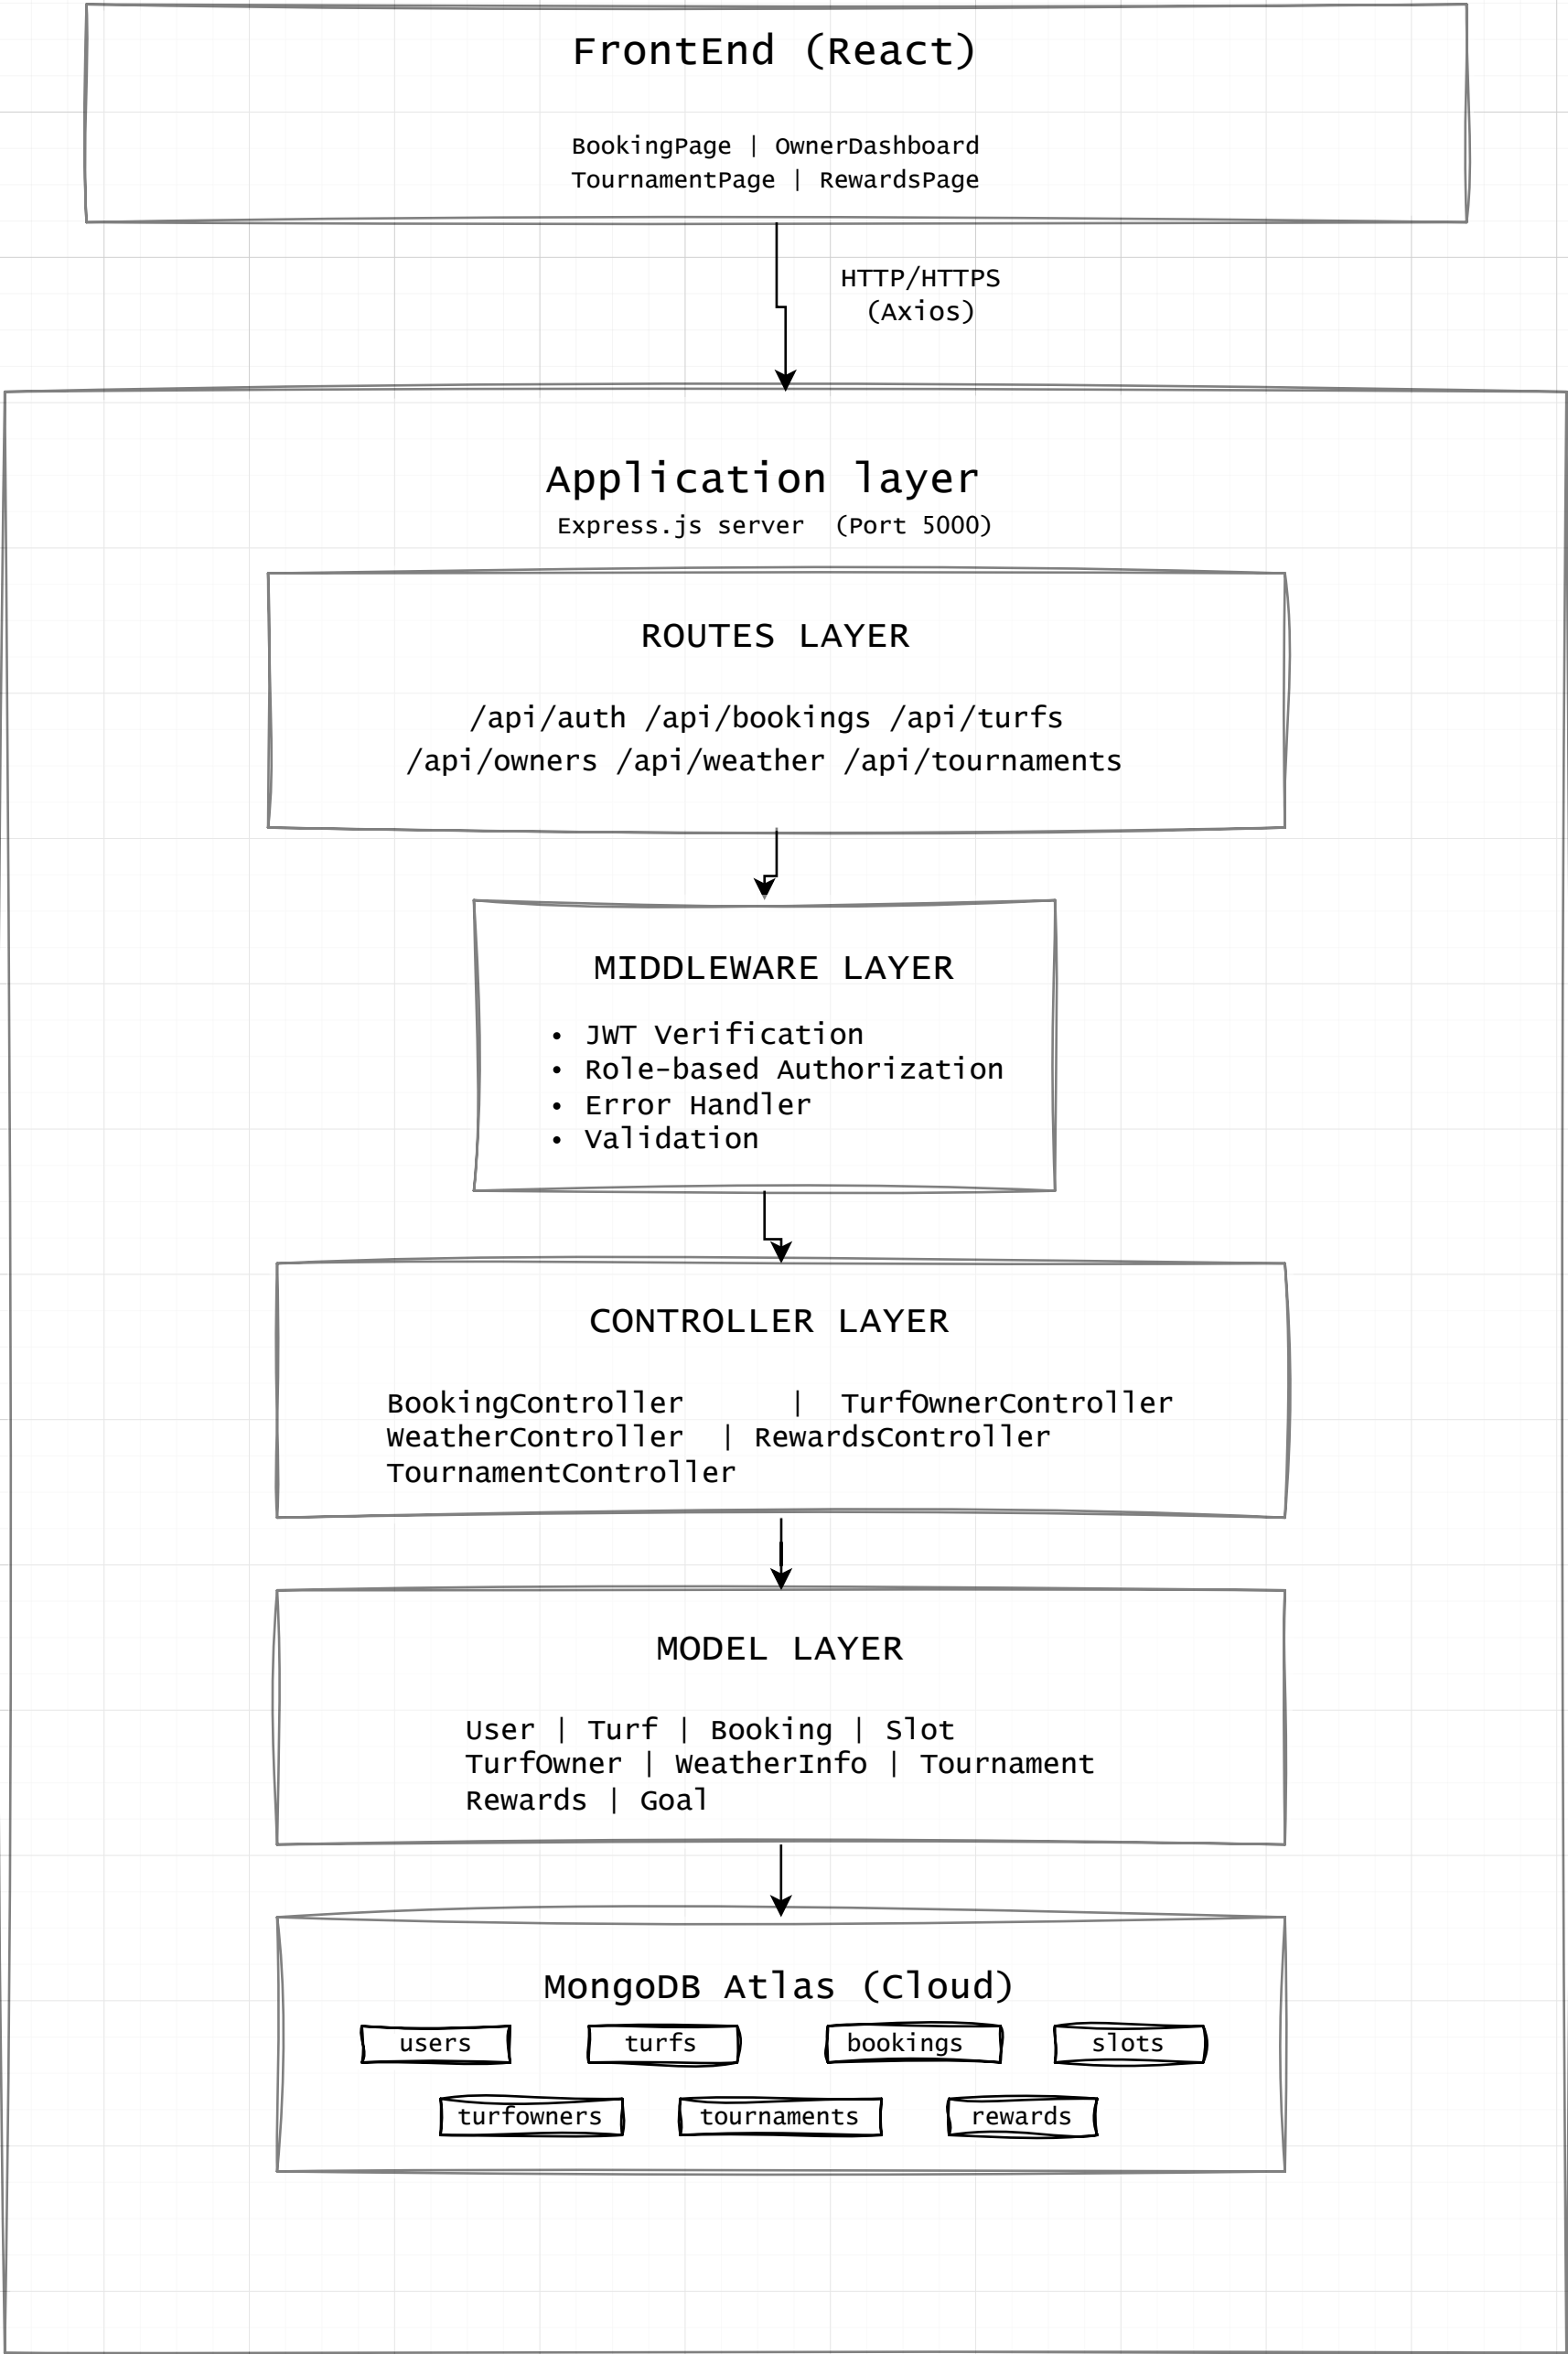 FrontEnd (React)
BookingPage | OwnerDashboard
TournamentPage | RewardsPage
HTTP/HTTPS
(Axios)
Application layer
Express.js server (Port 5000)
ROUTES LAYER
/api/auth /api/bookings /api/turfs
/api/owners /api/weather /api/tournaments
MIDDLEWARE LAYER
• JWT Verification
• Role-based Authorization
• Error Handler
• Validation
CONTROLLER LAYER
BookingController | TurfOwnerController
WeatherController | RewardsController
TournamentController
MODEL LAYER
User | Turf | Booking | Slot
TurfOwner | WeatherInfo | Tournament
Rewards | Goal
MongoDB Atlas (Cloud)
users turfs bookings slots
turfowners tournaments rewards